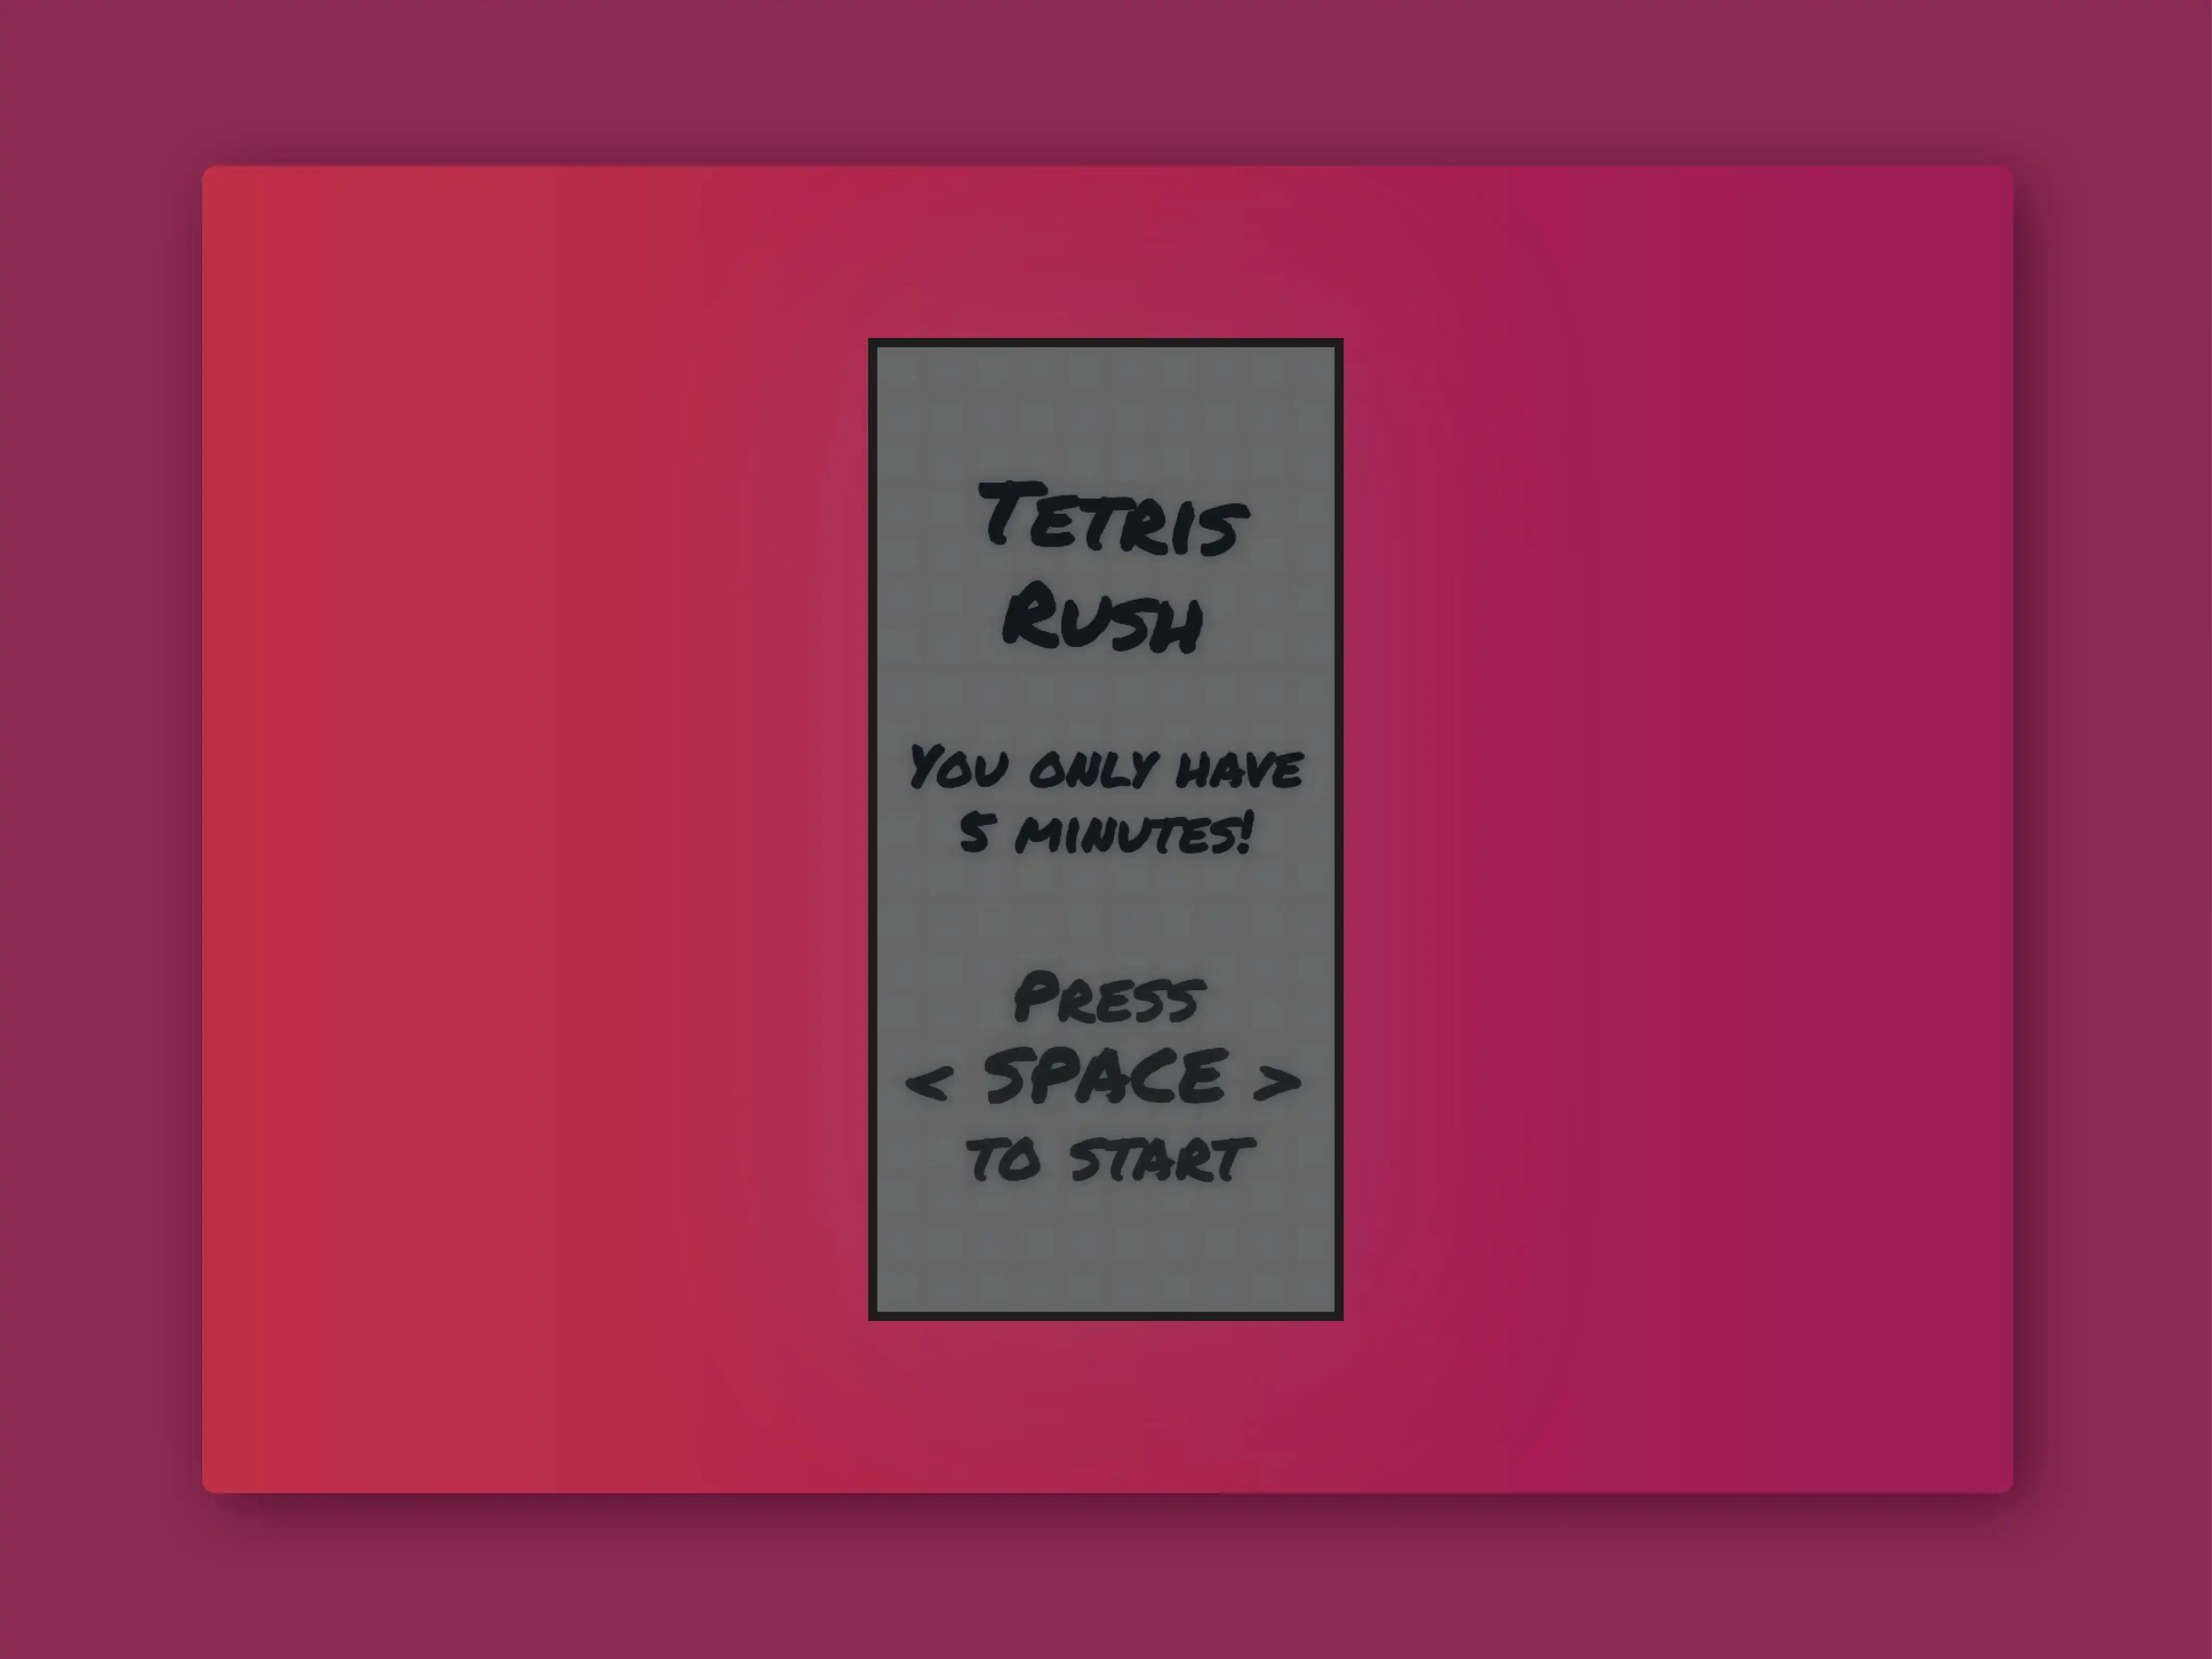 Tetris
Rush
You only have
5 minutes!
Press
< SPACE >
to start